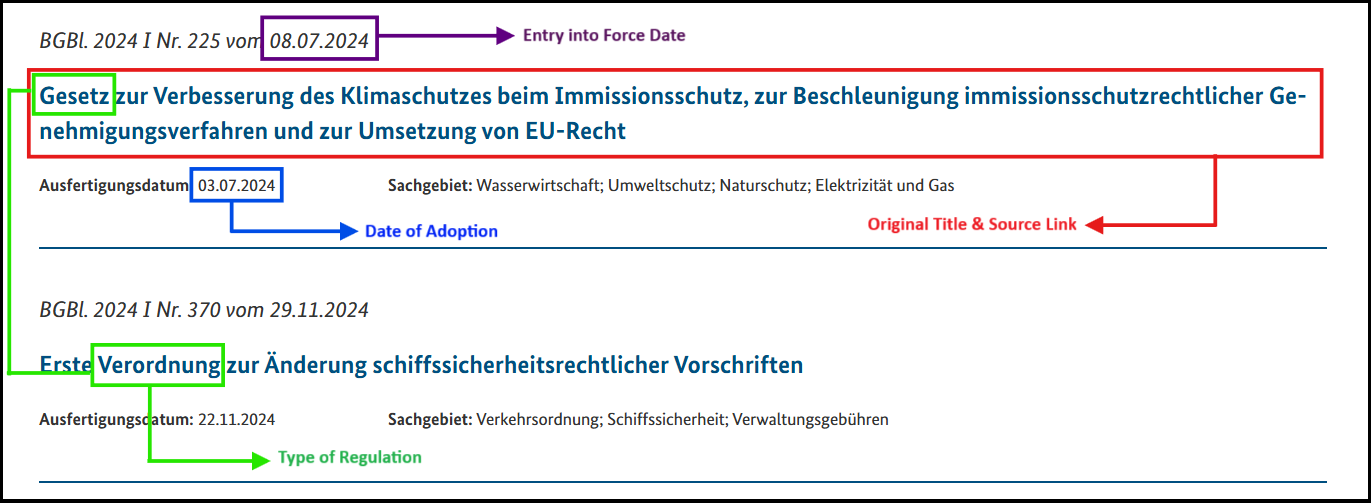 BGBl. 2024 I Nr. 225 vom 08.07.2024
Entry into Force Date
Gesetz zur Verbesserung des Klimaschutzes beim Immissionsschutz, zur Beschleunigung immissionsschutzrechtlicher Ge-
nehmigungsverfahren und zur Umsetzung von EU-Recht
Ausfertigungsdatum 03.07.2024 Sachgebiet: Wasserwirtschaft; Umweltschutz; Naturschutz; Elektrizität und Gas
Date of Adoption
Original Title & Source Link
BGBl. 2024 I Nr. 370 vom 29.11.2024
Erste Verordnung zur Änderung schiffssicherheitsrechtlicher Vorschriften
Ausfertigungsdatum: 22.11.2024 Sachgebiet: Verkehrsordnung; Schiffssicherheit; Verwaltungsgebühren
Type of Regulation